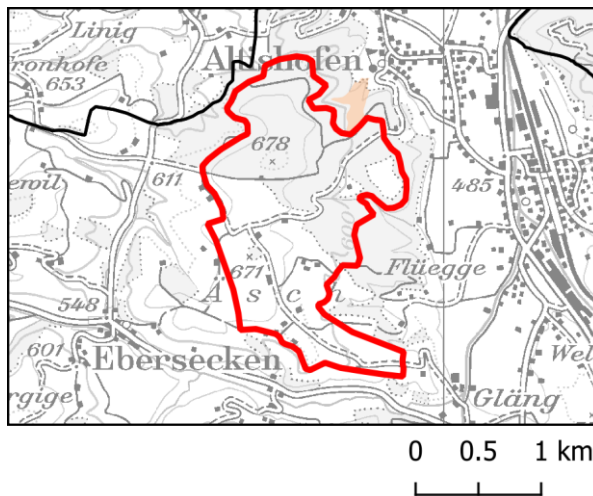 Linig
Altishofen
ronhofe
653
678
ewil
611
485
671
Flüegge
Asch
548
Ebersecken
601
Wel
rgige
Gläng
0 0.5 1 km